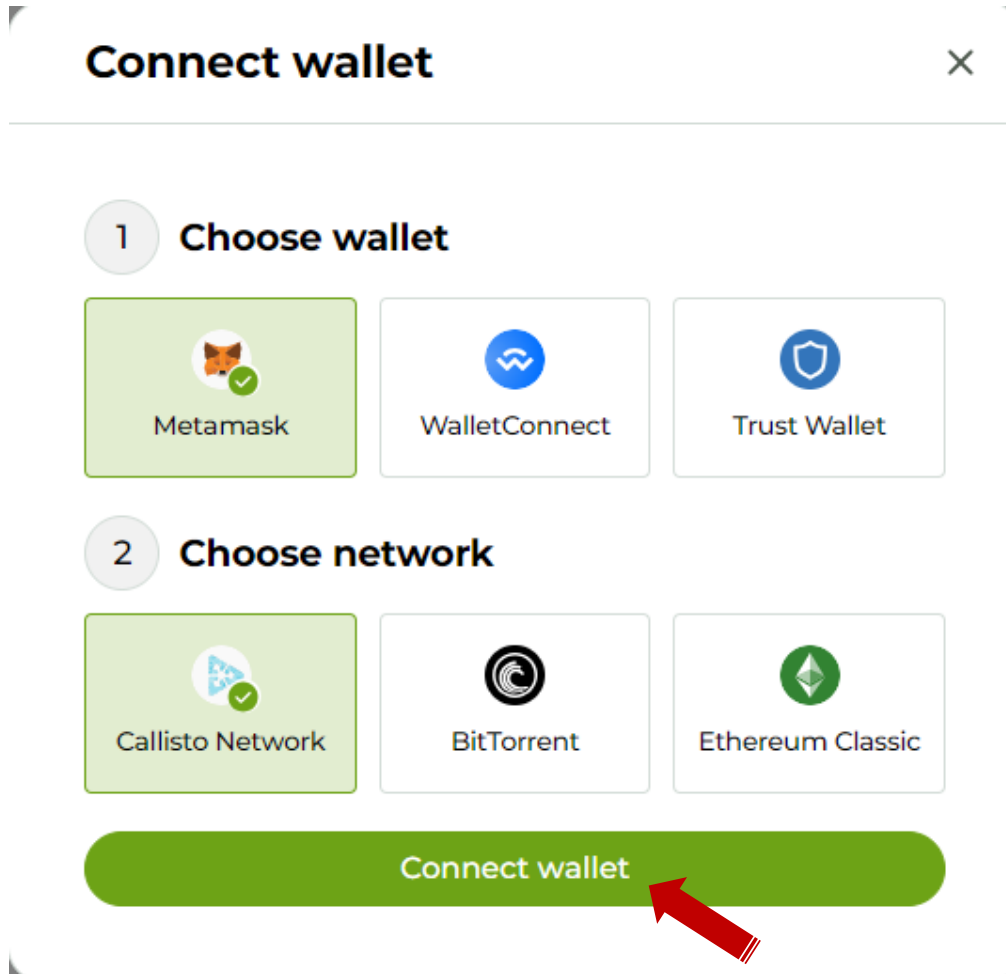 Connect wallet
1 Choose wallet
Metamask WalletConnect Trust Wallet
2 Choose network
Callisto Network BitTorrent Ethereum Classic
Connect wallet